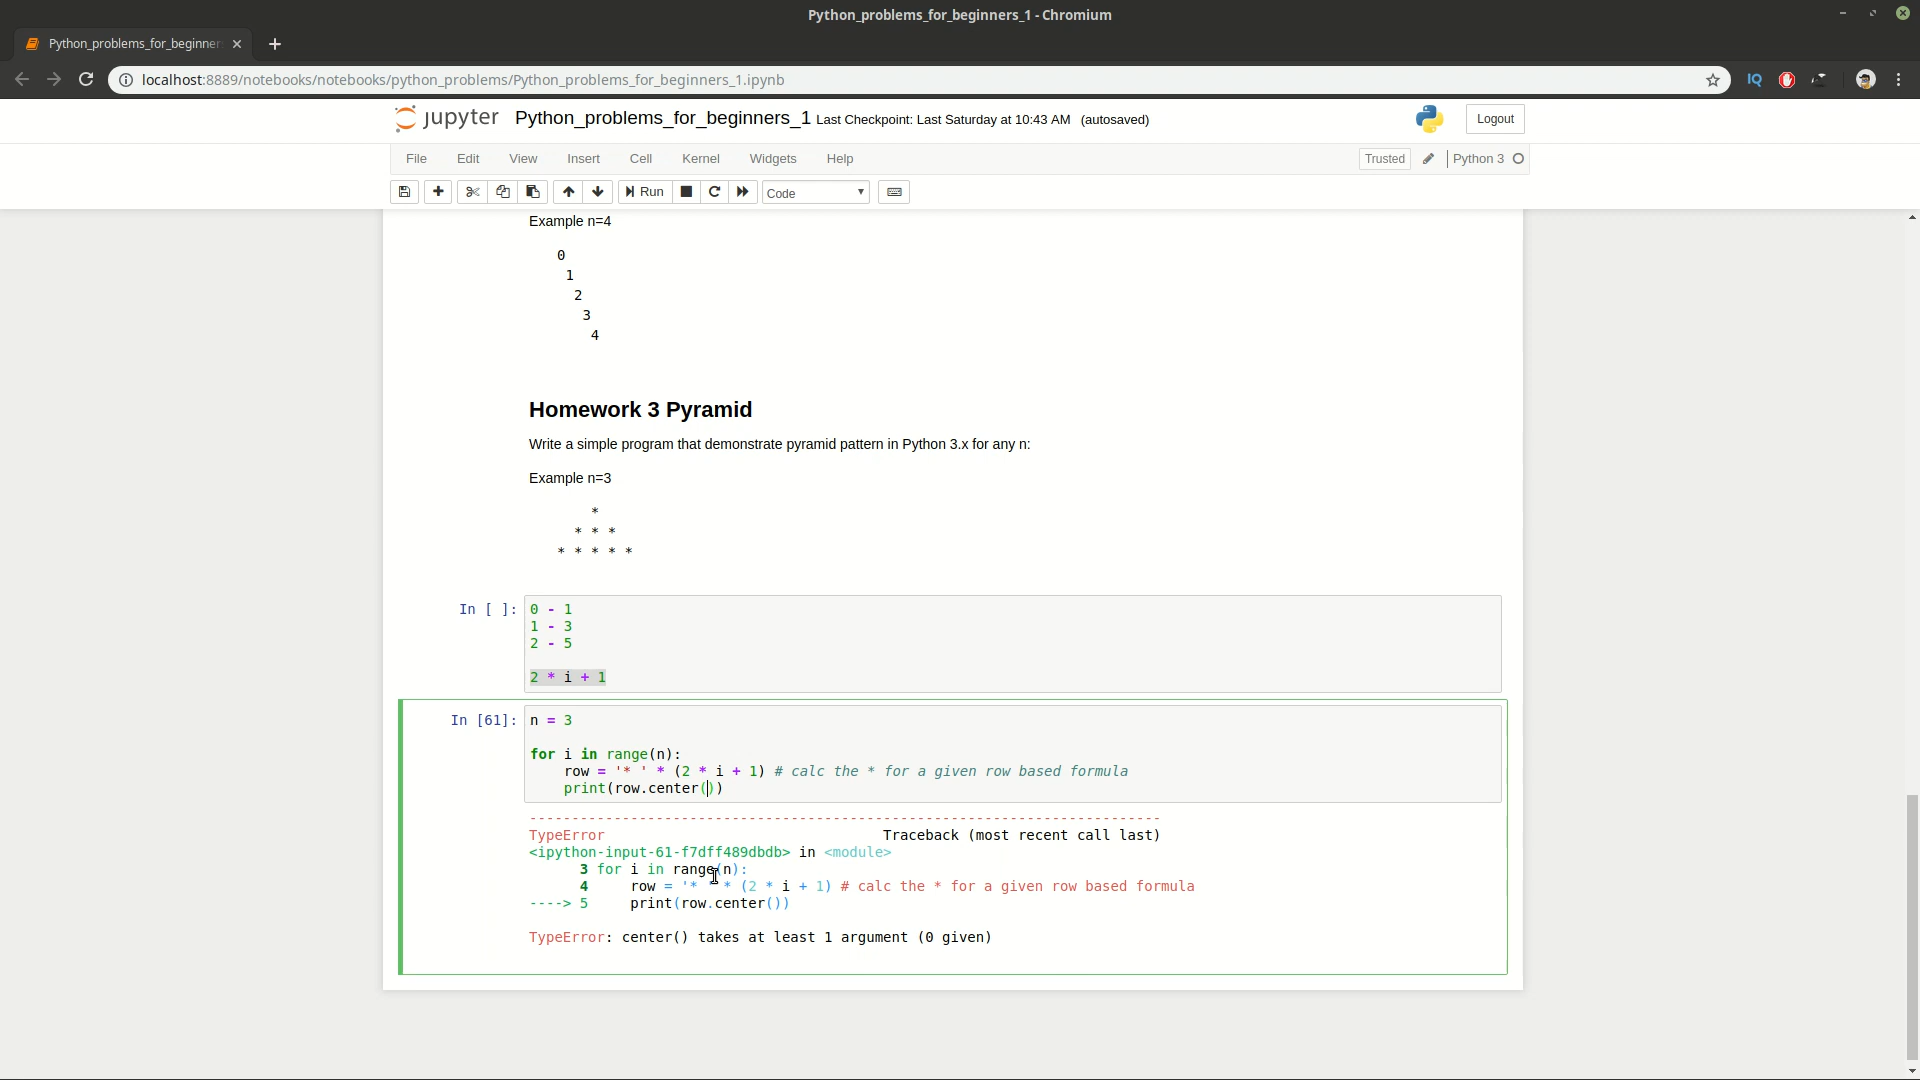 Python_problems_for_beginners_1 - Chromium
Python_problems_for_beginner
localhost:8889/notebooks/notebooks/python_problems/Python_problems_for_beginners_1.ipynb
IQ
jupyter Python_problems_for_beginners_1 Last Checkpoint: Last Saturday at 10:43 AM (autosaved) Logout
File Edit View Insert Cell Kernel Widgets Help Trusted Python 3
Run Code
Example n=4
0
1
2
3
4
Homework 3 Pyramid
Write a simple program that demonstrate pyramid pattern in Python 3.x for any n:
Example n=3
*
* * *
* * * * *
In [ ]: 0 - 1
1 - 3
2 - 5
2 * i + 1
In [61]: n = 3
for i in range(n):
row = '* ' * (2 * i + 1) # calc the * for a given row based formula
print(row.center())
---------------------------------------------------------------------------
TypeError Traceback (most recent call last)
<ipython-input-61-f7dff489dbdb> in <module>
3 for i in range(n):
4 row = '* ' * (2 * i + 1) # calc the * for a given row based formula
----> 5 print(row.center())
TypeError: center() takes at least 1 argument (0 given)